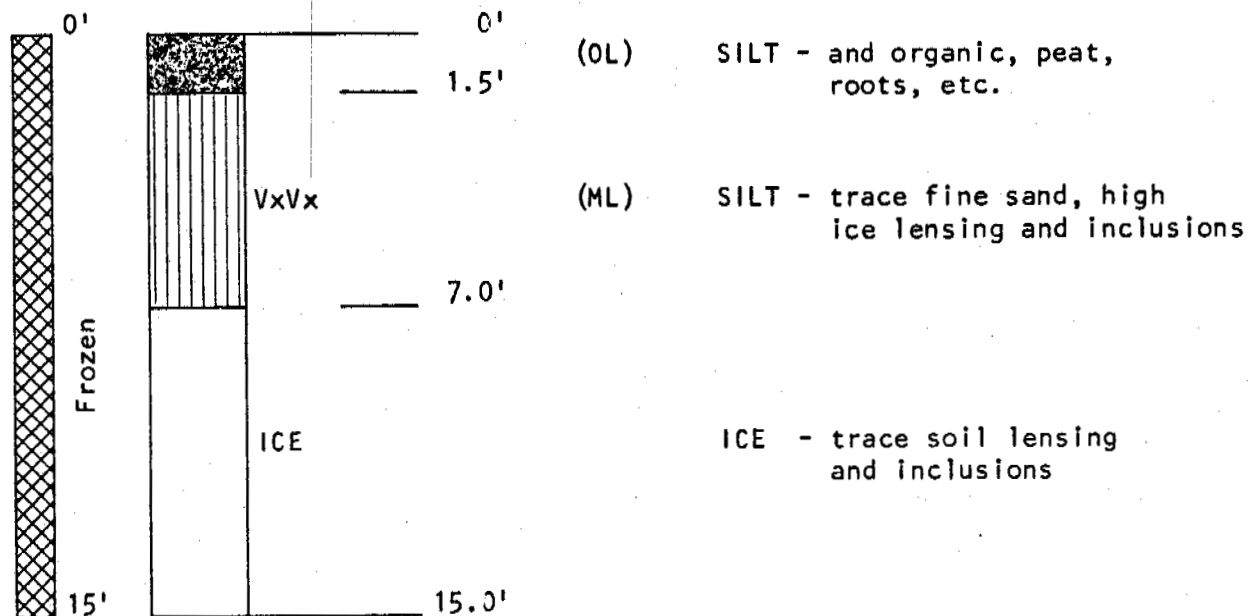 0'
0'
(OL) SILT - and organic, peat,
roots, etc.
1.5'
VxVx
(ML) SILT - trace fine sand, high
ice lensing and inclusions
7.0'
Frozen
ICE
ICE - trace soil lensing
and inclusions
15'
15.0'